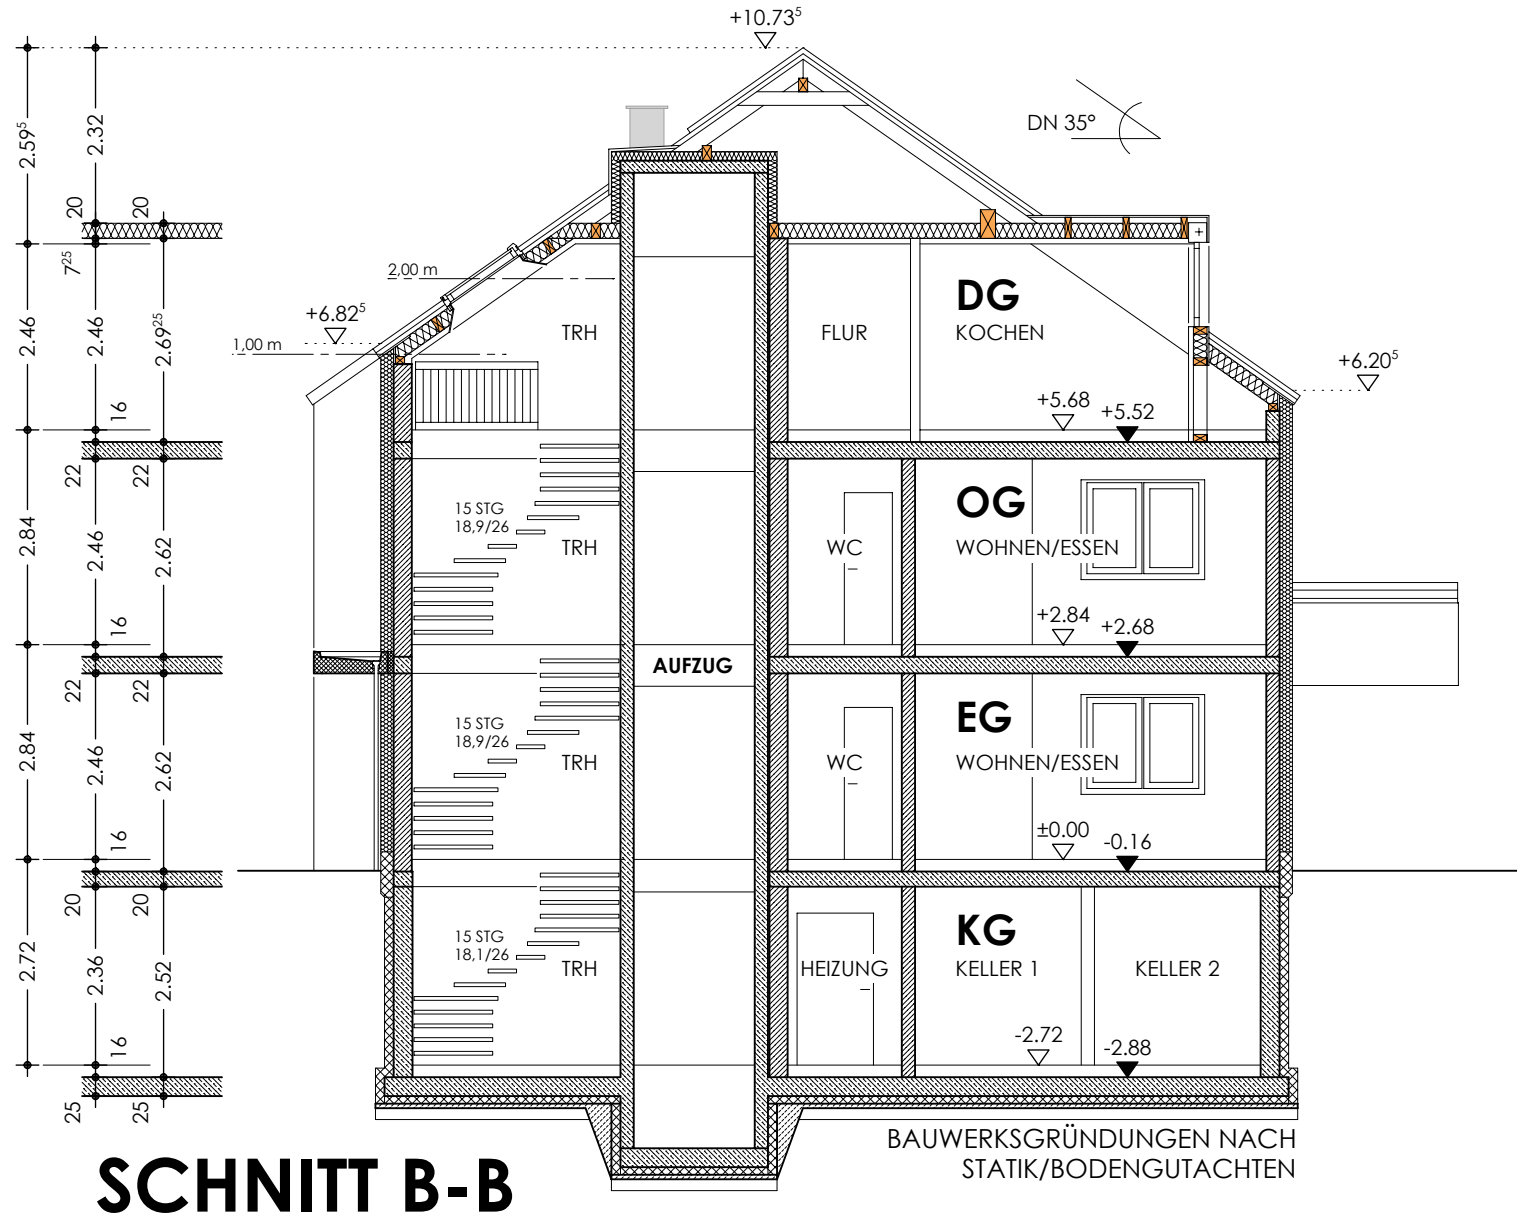 +10.73⁵
DN 35°
2.59⁵
2.32
20
20
7²⁵
2,00 m
+6.82⁵
1,00 m
2.46
2.46
2.69²⁵
16
TRH
FLUR
DG
KOCHEN
+6.20⁵
+5.68
+5.52
22
22
15 STG
18,9/26
TRH
WC
OG
WOHNEN/ESSEN
2.84
2.46
2.62
16
+2.84
+2.68
22
22
AUFZUG
15 STG
18,9/26
TRH
WC
EG
WOHNEN/ESSEN
2.84
2.46
2.62
16
±0.00
-0.16
20
20
15 STG
18,1/26
TRH
HEIZUNG
KG
KELLER 1
KELLER 2
2.72
2.36
2.52
16
-2.72
-2.88
25
25
BAUWERKSGRÜNDUNGEN NACH
STATIK/BODENGUTACHTEN
SCHNITT B-B